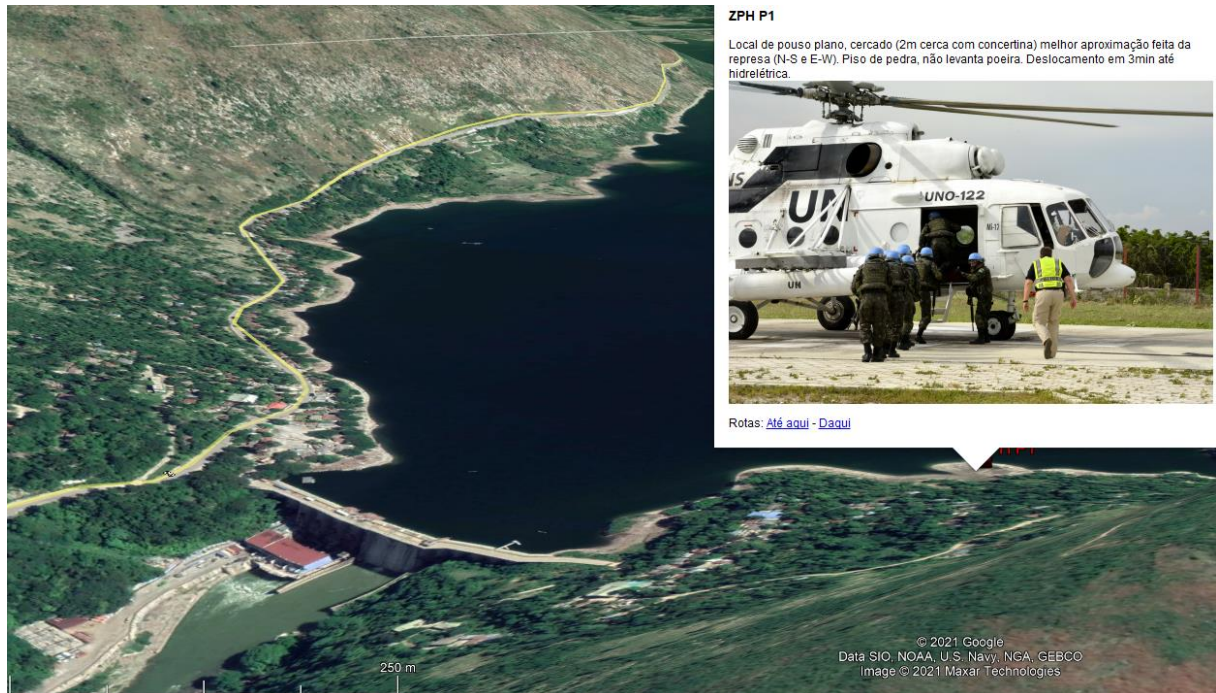 ZPH P1
Local de pouso plano, cercado (2m cerca com concertina) melhor aproximação feita da
represa (N-S e E-W). Piso de pedra, não levanta poeira. Deslocamento em 3min até
hidrelétrica.
UN
UNO-122
UN
Rotas: Até aqui - Daqui
250 m
© 2021 Google
Data SIO, NOAA, U.S. Navy, NGA, GEBCO
Image © 2021 Maxar Technologies